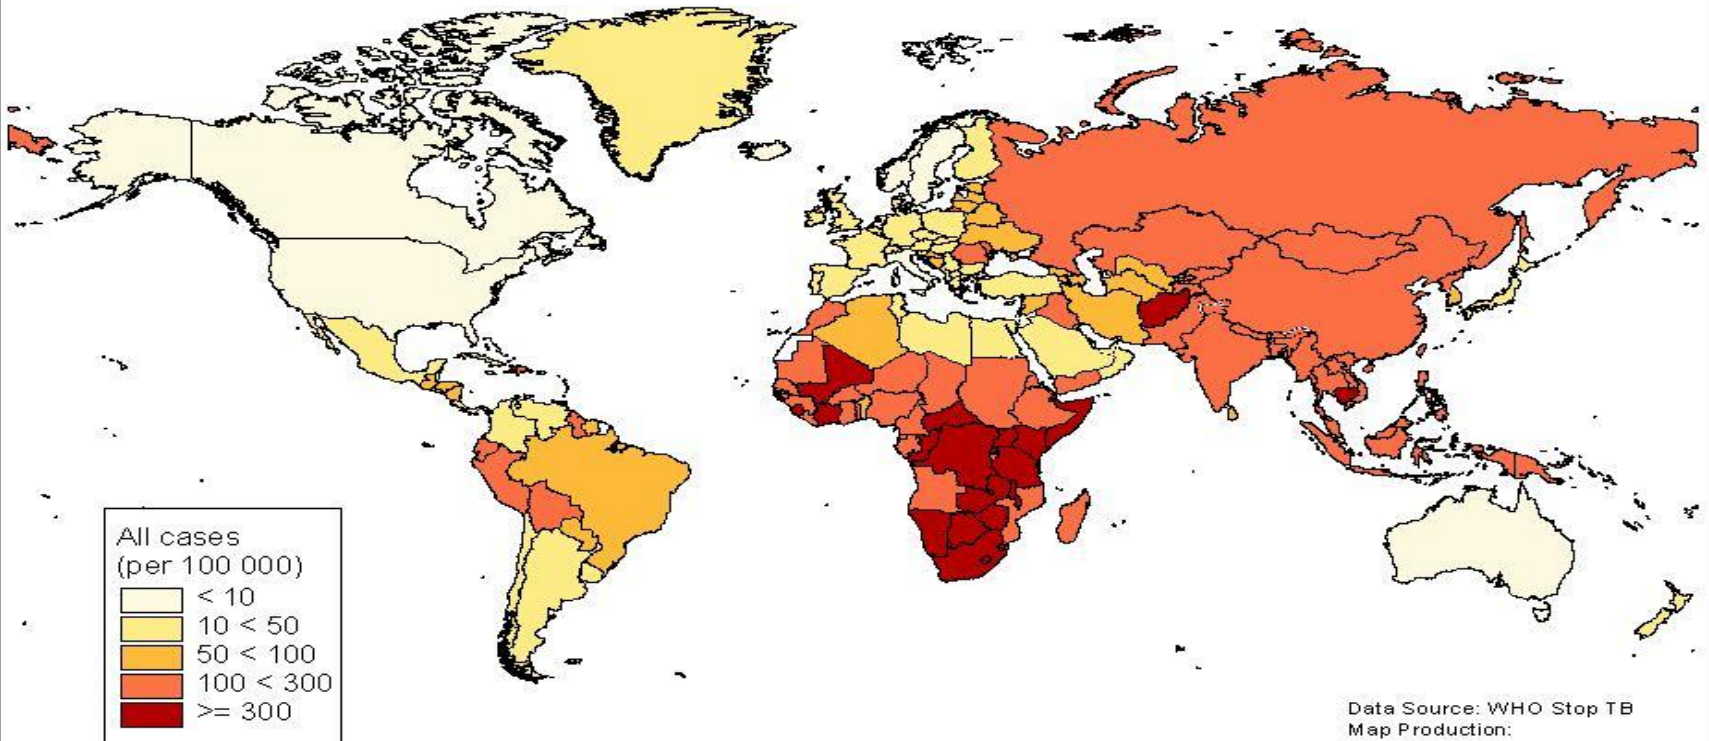 All cases
(per 100 000)
< 10
10 < 50
50 < 100
100 < 300
>= 300
Data Source: WHO Stop TB
Map Production: